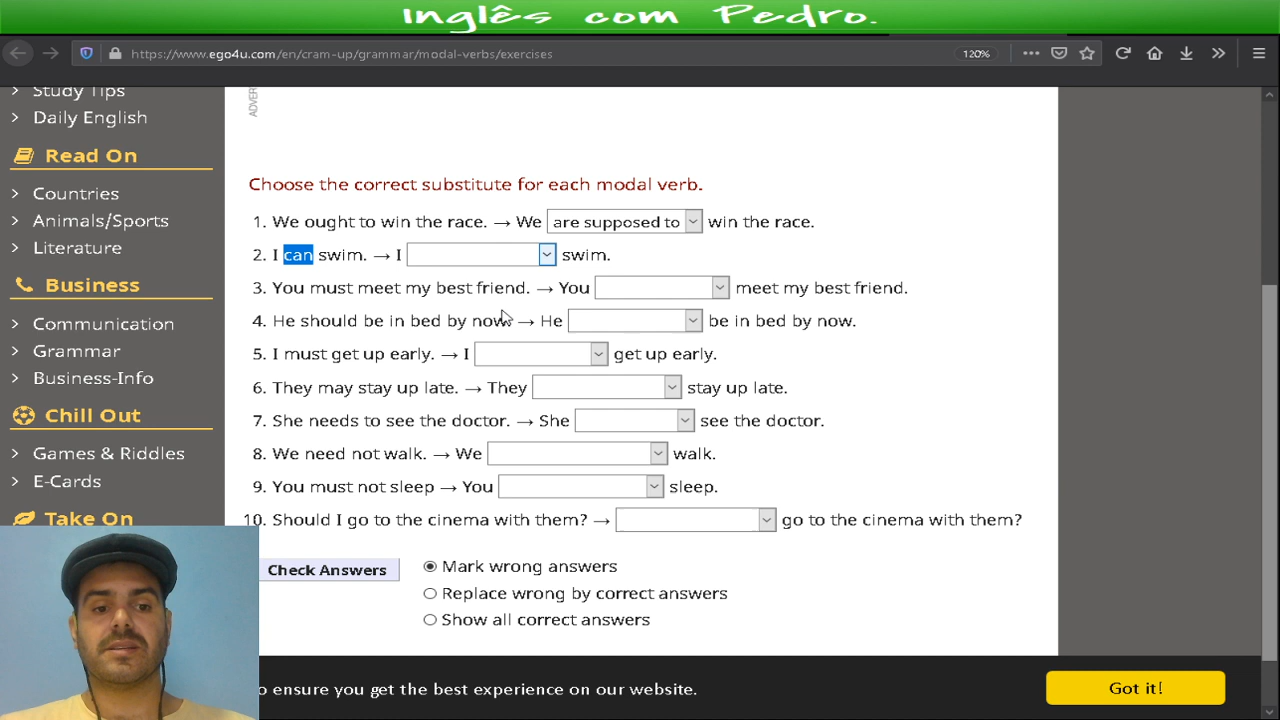 Inglês com Pedro.
https://www.ego4u.com/en/cram-up/grammar/modal-verbs/exercises
120%
Study Tips
Daily English
Read On
Countries
Animals/Sports
Literature
Business
Communication
Grammar
Business-Info
Chill Out
Games & Riddles
E-Cards
Take On
ADVER
Choose the correct substitute for each modal verb.
1. We ought to win the race. → We are supposed to win the race.
2. I can swim. → I swim.
3. You must meet my best friend. → You meet my best friend.
4. He should be in bed by now. → He be in bed by now.
5. I must get up early. → I get up early.
6. They may stay up late. → They stay up late.
7. She needs to see the doctor. → She see the doctor.
8. We need not walk. → We walk.
9. You must not sleep → You sleep.
10. Should I go to the cinema with them? → go to the cinema with them?
Check Answers
Mark wrong answers
Replace wrong by correct answers
Show all correct answers
o ensure you get the best experience on our website.
Got it!